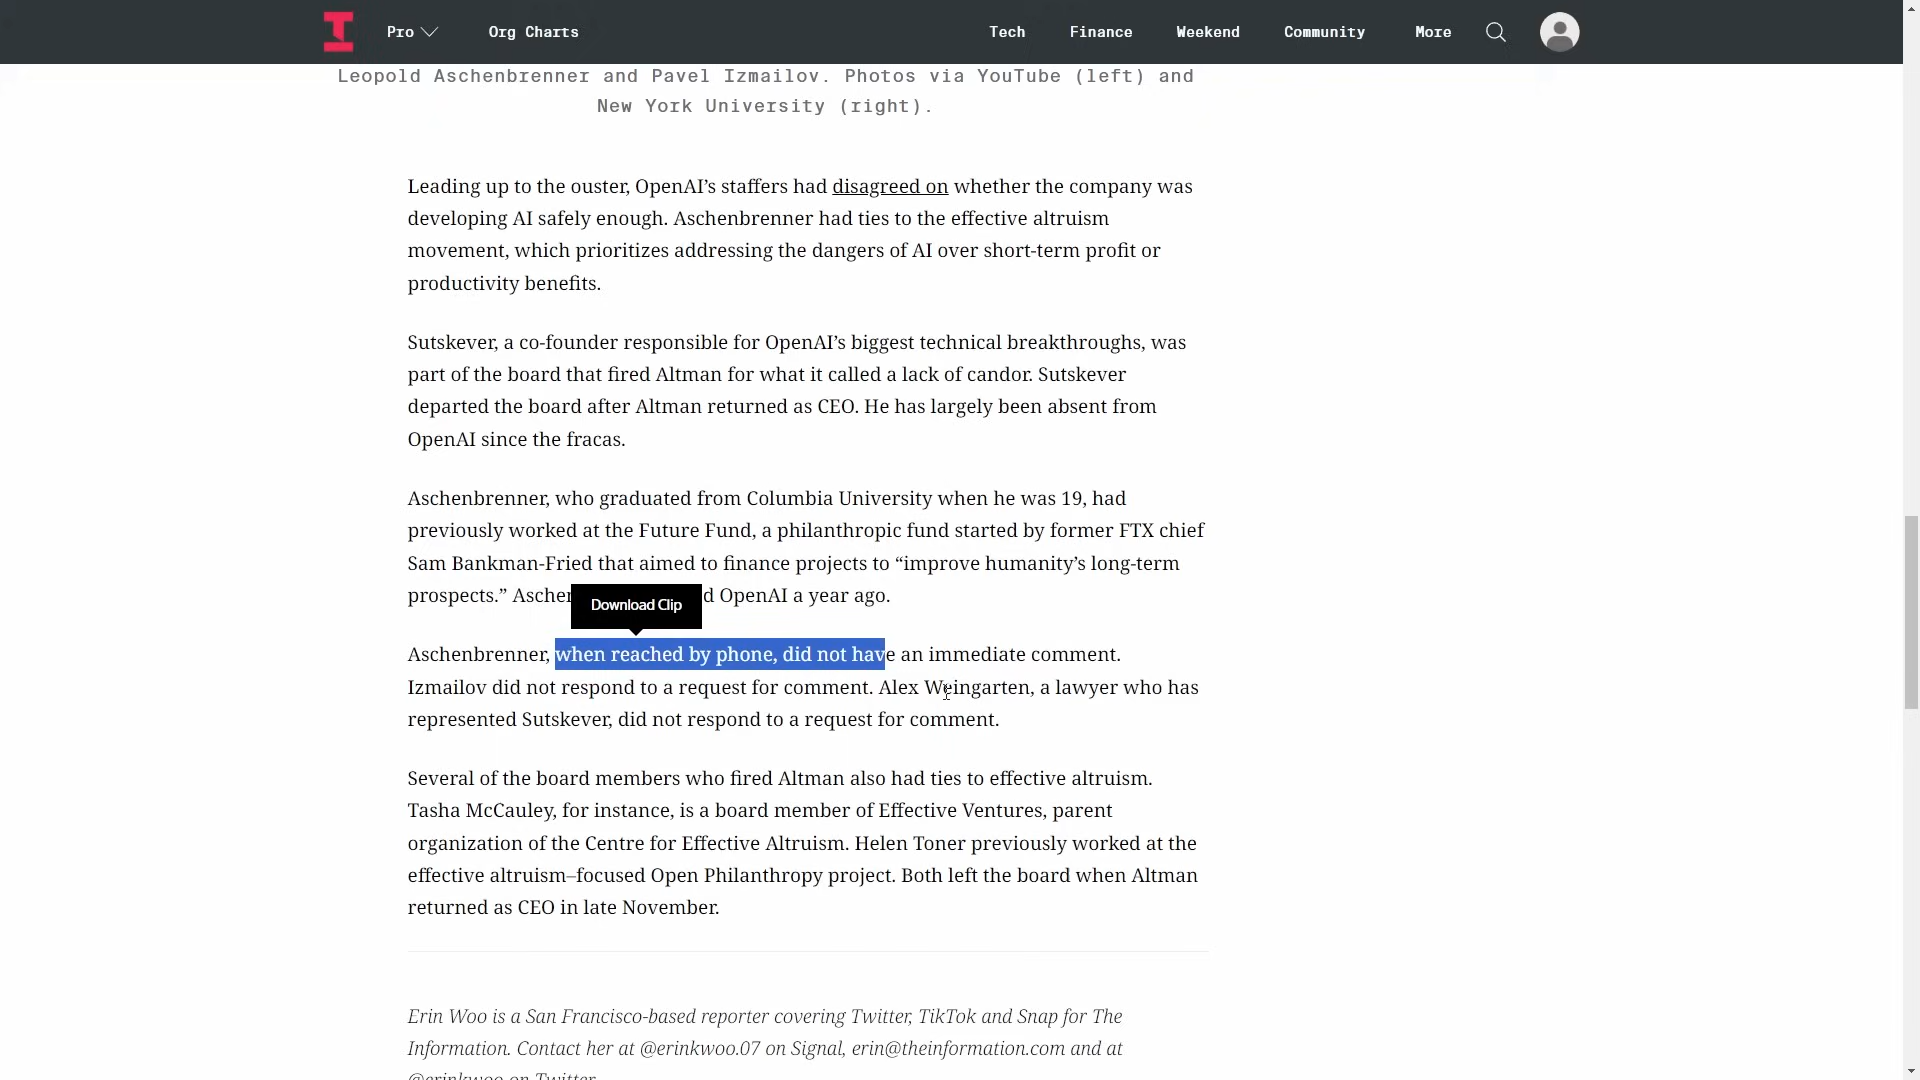 Pro
Org Charts
Tech
Finance
Weekend
Community
More
Leopold Aschenbrenner and Pavel Izmailov. Photos via YouTube (left) and
New York University (right).
Leading up to the ouster, OpenAI’s staffers had disagreed on whether the company was
developing AI safely enough. Aschenbrenner had ties to the effective altruism
movement, which prioritizes addressing the dangers of AI over short-term profit or
productivity benefits.
Sutskever, a co-founder responsible for OpenAI’s biggest technical breakthroughs, was
part of the board that fired Altman for what it called a lack of candor. Sutskever
departed the board after Altman returned as CEO. He has largely been absent from
OpenAI since the fracas.
Aschenbrenner, who graduated from Columbia University when he was 19, had
previously worked at the Future Fund, a philanthropic fund started by former FTX chief
Sam Bankman-Fried that aimed to finance projects to “improve humanity’s long-term
prospects.” Ascher d OpenAI a year ago.
Download Clip
Aschenbrenner, when reached by phone, did not have an immediate comment.
Izmailov did not respond to a request for comment. Alex Weingarten, a lawyer who has
represented Sutskever, did not respond to a request for comment.
Several of the board members who fired Altman also had ties to effective altruism.
Tasha McCauley, for instance, is a board member of Effective Ventures, parent
organization of the Centre for Effective Altruism. Helen Toner previously worked at the
effective altruism–focused Open Philanthropy project. Both left the board when Altman
returned as CEO in late November.
Erin Woo is a San Francisco-based reporter covering Twitter, TikTok and Snap for The
Information. Contact her at @erinkwoo.07 on Signal, erin@theinformation.com and at
@erinkwoo on Twitter